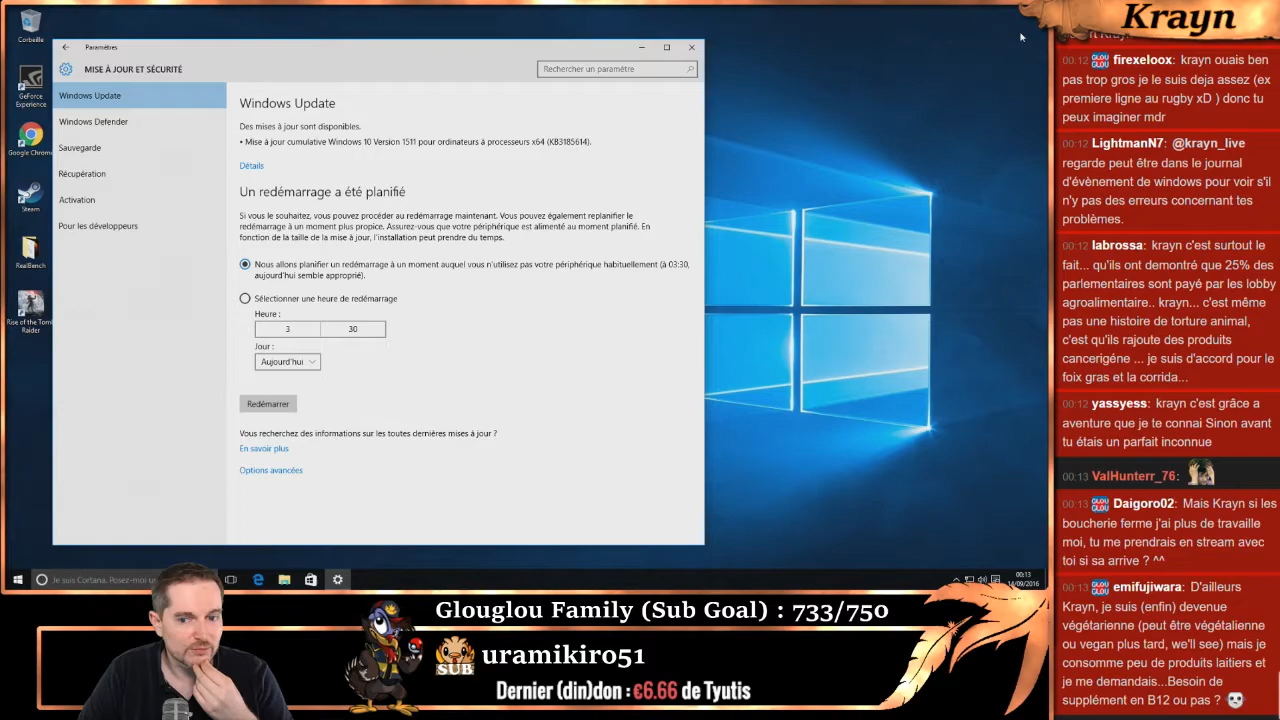 Corbeille
GeForce
Experience
Google Chrome
Steam
RealBench
Rise of the Tomb
Raider
Paramètres
MISE À JOUR ET SÉCURITÉ
Rechercher un paramètre
Windows Update
Windows Defender
Sauvegarde
Récupération
Activation
Pour les développeurs
Windows Update
Des mises à jour sont disponibles.
• Mise à jour cumulative Windows 10 Version 1511 pour ordinateurs à processeurs x64 (KB3185614).
Détails
Un redémarrage a été planifié
Si vous le souhaitez, vous pouvez procéder au redémarrage maintenant. Vous pouvez également replanifier le
redémarrage à un moment plus propice. Assurez-vous que votre périphérique est alimenté au moment planifié. En
fonction de la taille de la mise à jour, l'installation peut prendre du temps.
Nous allons planifier un redémarrage à un moment auquel vous n'utilisez pas votre périphérique habituellement (à 03:30,
aujourd'hui semble approprié).
Sélectionner une heure de redémarrage
Heure :
3 30
Jour :
Aujourd'hui
Redémarrer
Vous recherchez des informations sur les toutes dernières mises à jour ?
En savoir plus
Options avancées
Je suis Cortana. Posez-moi
00:13
14/09/2016
Krayn
00:12 GLOU GLOU firexeloox: krayn ouais ben
pas trop gros je le suis deja assez (ex
premiere ligne au rugby xD ) donc tu
peux imaginer mdr
00:12 LightmanN7: @krayn_live
regarde peut être dans le journal
d'évènement de windows pour voir s'il
n'y pas des erreurs concernant tes
problèmes.
00:12 labrossa: krayn c'est surtout le
fait... qu'ils ont démontré que 25% des
parlementaires sont payé par les lobby
agroalimentaire.. krayn... c'est même
pas une histoire de torture animal,
c'est qu'ils rajoute des produits
cancerigéne ... je suis d'accord pour le
foix gras et la corrida...
00:12 yassyess: krayn c'est grâce a
aventure que je te connai Sinon avant
tu étais un parfait inconnue
00:13 ValHunterr_76:
00:13 GLOU GLOU Daigoro02: Mais Krayn si les
boucherie ferme j'ai plus de travaille
moi, tu me prendrais en stream avec
toi si sa arrive ? ^^
00:13 GLOU GLOU emifujiwara: D'ailleurs
Krayn, je suis (enfin) devenue
végétarienne (peut être végétalienne
ou vegan plus tard, we'll see) mais je
consomme peu de produits laitiers et
je me demandais...Besoin de
supplément en B12 ou pas ?
Glouglou Family (Sub Goal) : 733/750
SUB uramikiro51
Dernier (din)don : €6.66 de Tyutis